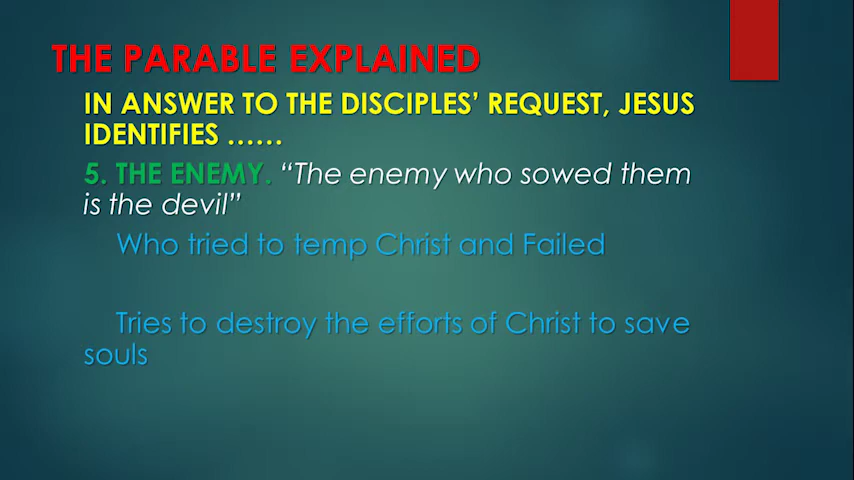 THE PARABLE EXPLAINED
IN ANSWER TO THE DISCIPLES’ REQUEST, JESUS
IDENTIFIES ……
5. THE ENEMY. “The enemy who sowed them
is the devil”
Who tried to temp Christ and Failed
Tries to destroy the efforts of Christ to save
souls